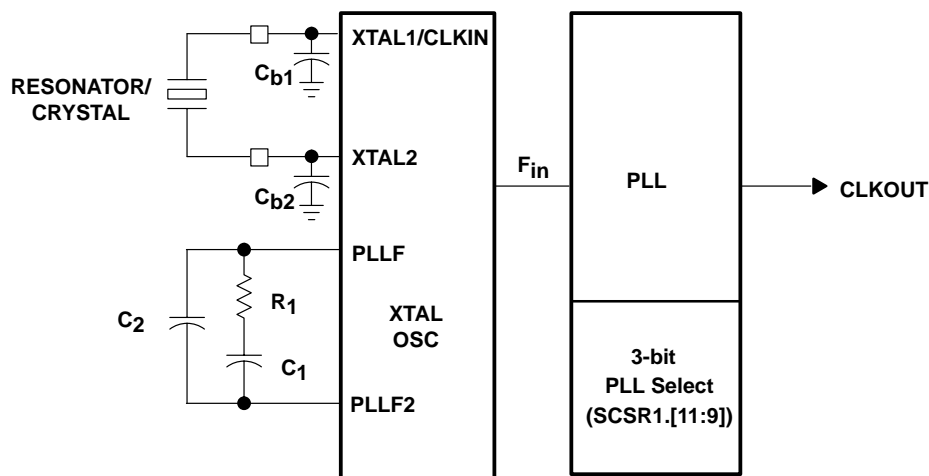 XTAL1/CLKIN
Cb1
RESONATOR/
CRYSTAL
XTAL2
Cb2
Fin
PLL
CLKOUT
PLLF
R1
C2
XTAL
OSC
C1
PLLF2
3-bit
PLL Select
(SCSR1.[11:9])